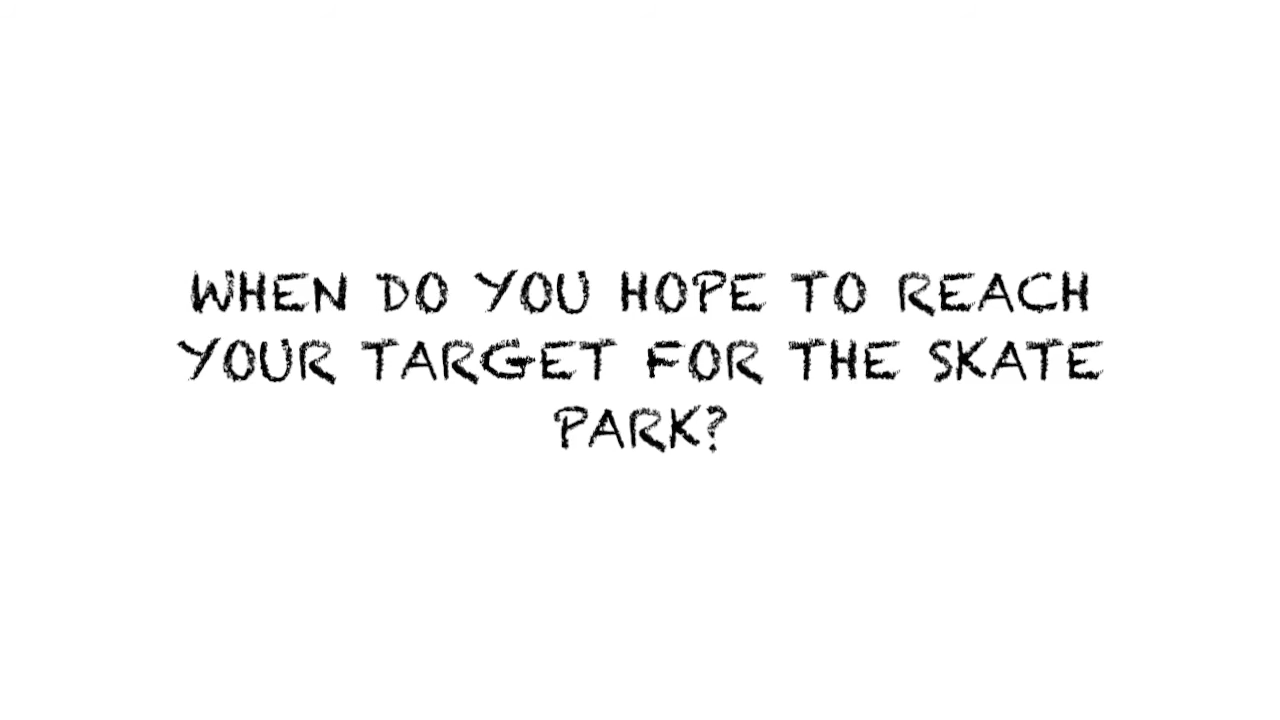 WHEN DO YOU HOPE TO REACH
YOUR TARGET FOR THE SKATE
PARK?